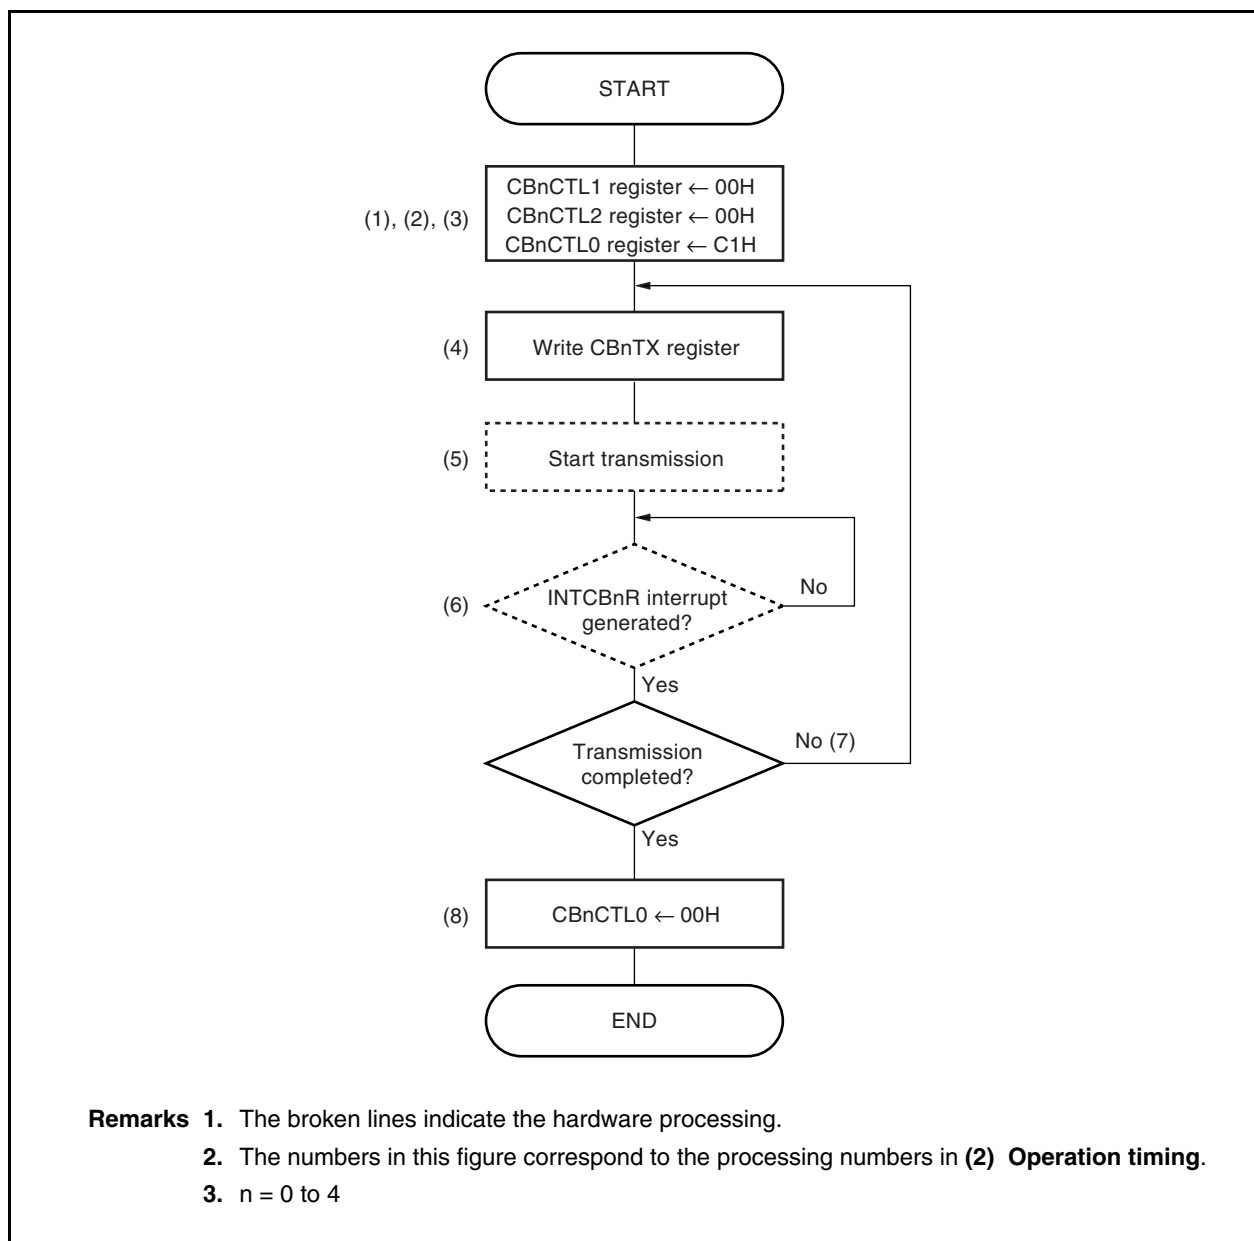 START
CBnCTL1 register ← 00H
CBnCTL2 register ← 00H
(1), (2), (3)
CBnCTL0 register ← C1H
(4)
Write CBnTX register
(5)
Start transmission
(6)
INTCBnR interrupt
generated?
No
Yes
Transmission
completed?
No (7)
Yes
(8)
CBnCTL0 ← 00H
END
Remarks 1. The broken lines indicate the hardware processing.
2. The numbers in this figure correspond to the processing numbers in (2) Operation timing.
3. n = 0 to 4